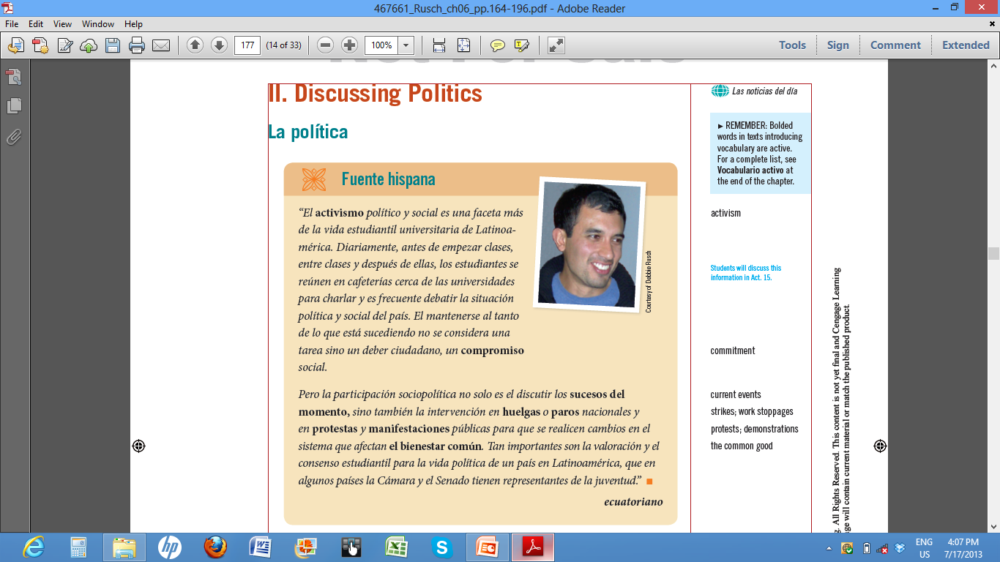 467661_Rusch_ch06_pp.164-196.pdf - Adobe Reader
File Edit View Window Help
177 (14 of 33) 100% Tools Sign Comment Extended
II. Discussing Politics
La política
Fuente hispana
“El activismo político y social es una faceta más
de la vida estudiantil universitaria de Latinoa-
mérica. Diariamente, antes de empezar clases,
entre clases y después de ellas, los estudiantes se
reúnen en cafeterías cerca de las universidades
para charlar y es frecuente debatir la situación
política y social del país. El mantenerse al tanto
de lo que está sucediendo no se considera una
tarea sino un deber ciudadano, un compromiso
social.
Pero la participación sociopolítica no solo es el discutir los sucesos del
momento, sino también la intervención en huelgas o paros nacionales y
en protestas y manifestaciones públicas para que se realicen cambios en el
sistema que afectan el bienestar común. Tan importantes son la valoración y el
consenso estudiantil para la vida política de un país en Latinoamérica, que en
algunos países la Cámara y el Senado tienen representantes de la juventud.”
ecuatoriano
Courtesy of Debbie Rusch
Las noticias del día
► REMEMBER: Bolded
words in texts introducing
vocabulary are active.
For a complete list, see
Vocabulario activo at
the end of the chapter.
activism
Students will discuss this
information in Act. 15.
commitment
current events
strikes; work stoppages
protests; demonstrations
the common good
. All Rights Reserved. This content is not yet final and Cengage Learning
ge will contain current material or match the published product.
hp
ENG
US
4:07 PM
7/17/2013